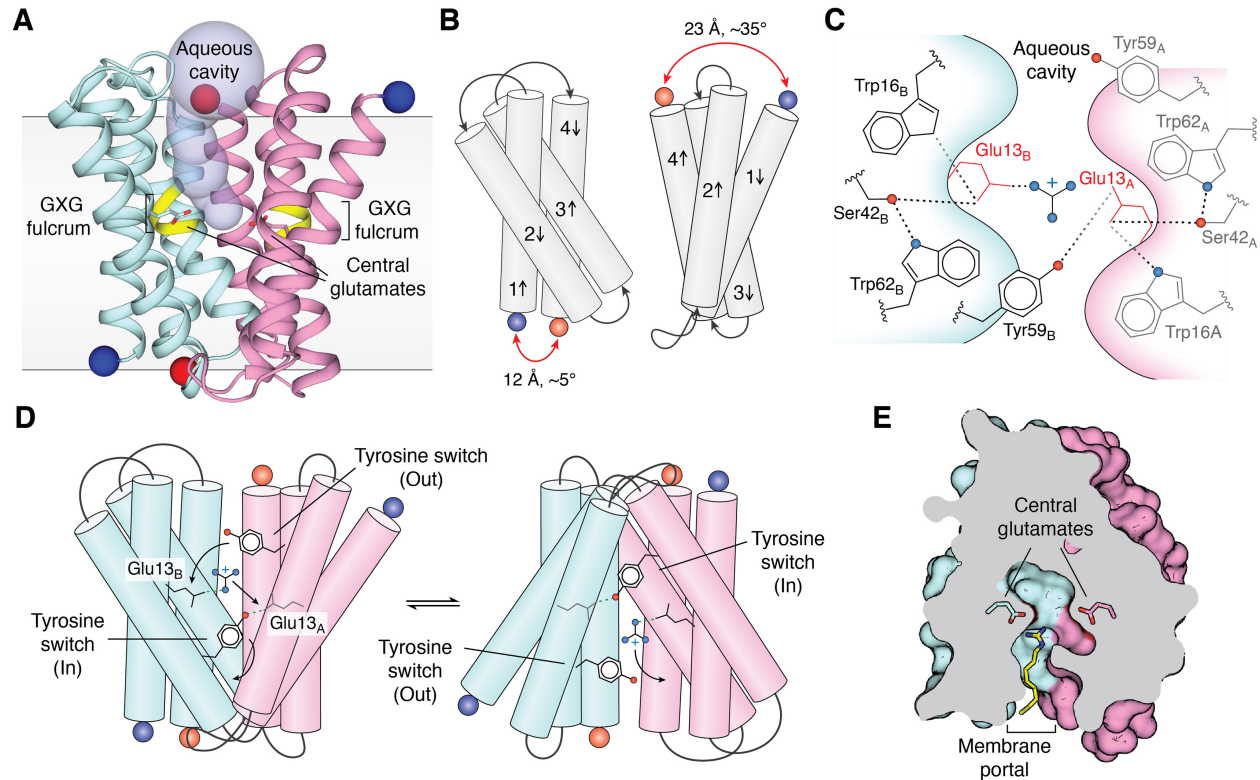 A
Aqueous
cavity
GXG
fulcrum
GXG
fulcrum
Central
glutamates
B
23 Å, ~35°
4↓
3↑
2↓
1↑
12 Å, ~5°
4↑
2↑
1↓
3↓
C
Aqueous
cavity
Tyr59A
Trp16B
Trp62A
Glu13B
+
Glu13A
Ser42B
Ser42A
Trp62B
Tyr59B
Trp16A
D
Tyrosine switch
(Out)
Glu13B
+
Glu13A
Tyrosine
switch
(In)
Tyrosine
switch
(In)
Tyrosine
switch
(Out)
+
E
Central
glutamates
Membrane
portal